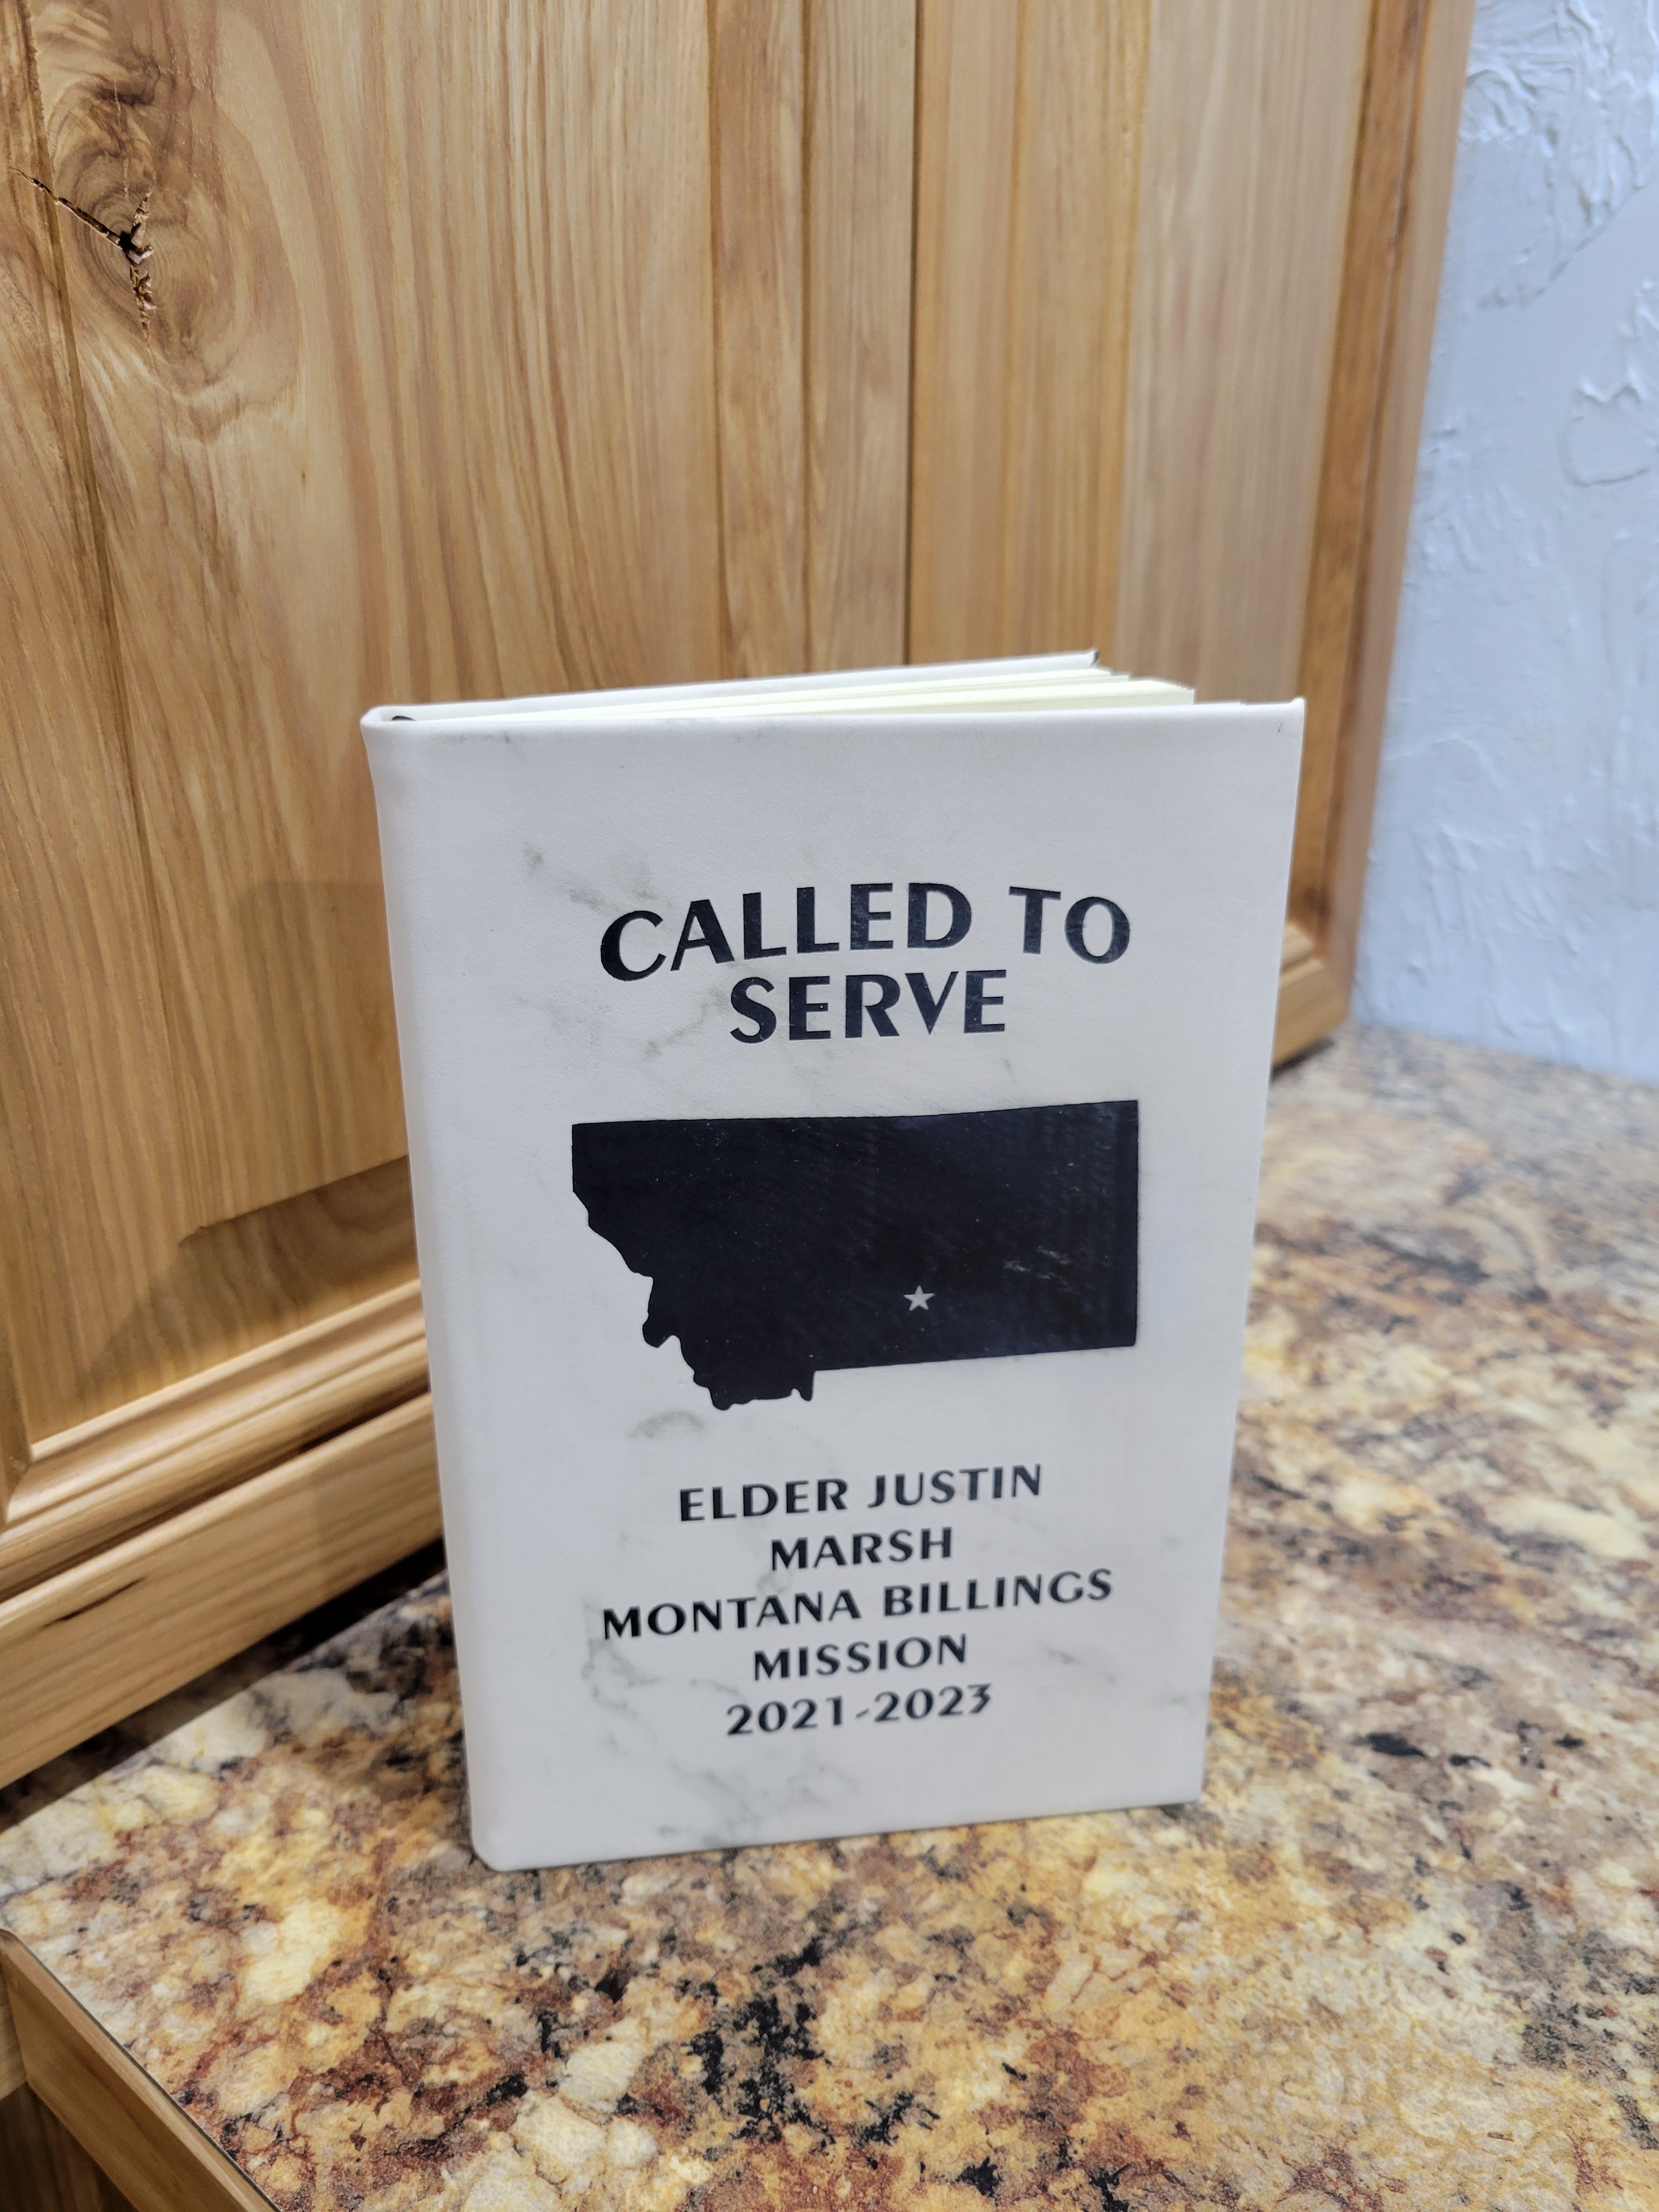 CALLED TO
SERVE
ELDER JUSTIN
MARSH
MONTANA BILLINGS
MISSION
2021-2023